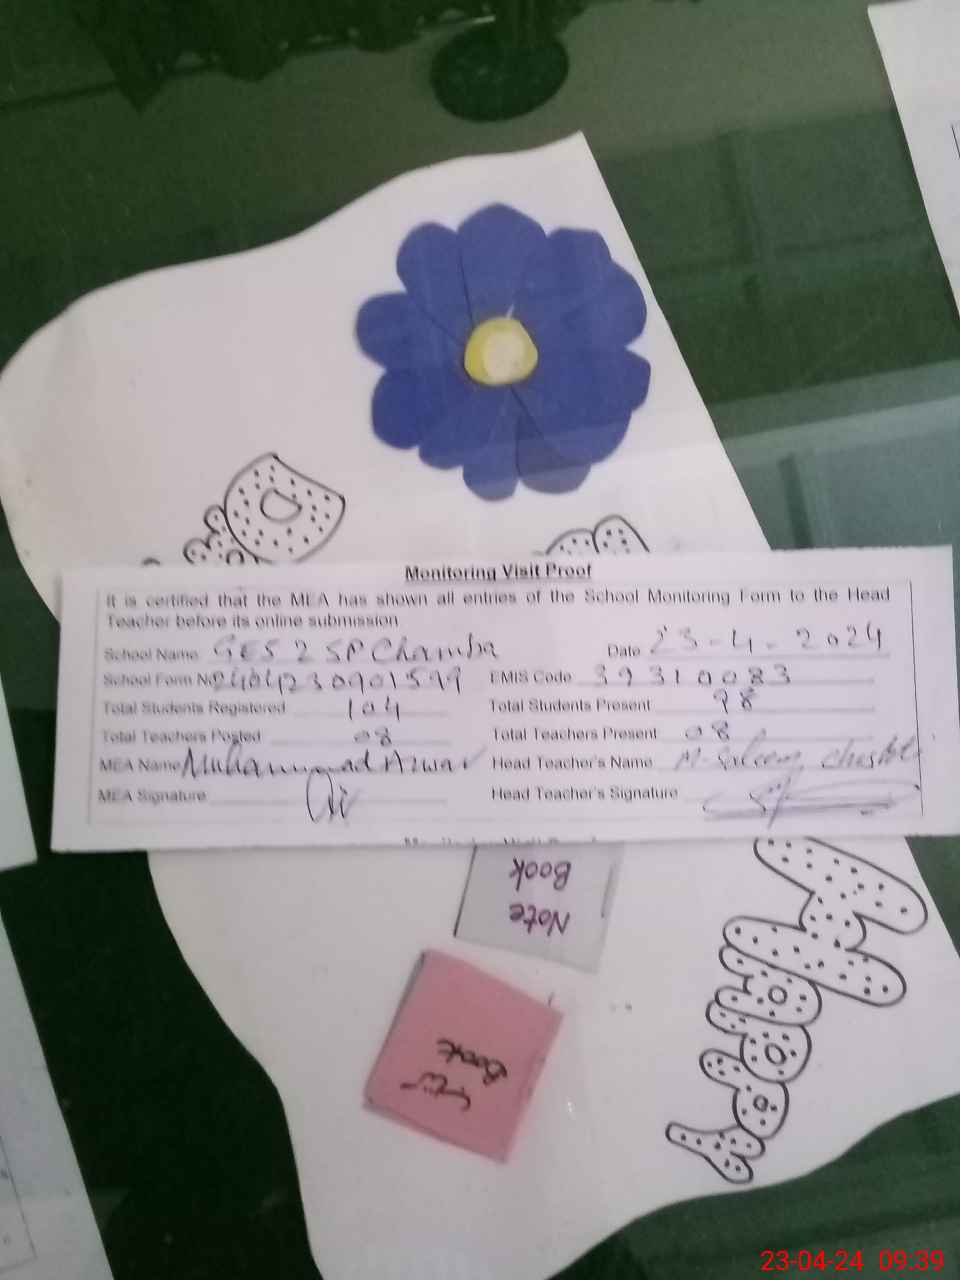 Monitoring Visit Proof
It is certified that the MEA has shown all entries of the School Monitoring Form to the Head
Teacher before its online submission
School Name GES 2 SP Chamba Date 23-4-2024
School Form No 2404230901599 EMIS Code 39310083
Total Students Registered 104 Total Students Present 98
Total Teachers Posted 08 Total Teachers Present 08
MEA Name Muhammad Anwar Head Teacher's Name M. Saleem
MEA Signature Head Teacher's Signature
Note
Book
Book
Happy
23-04-24 09:39